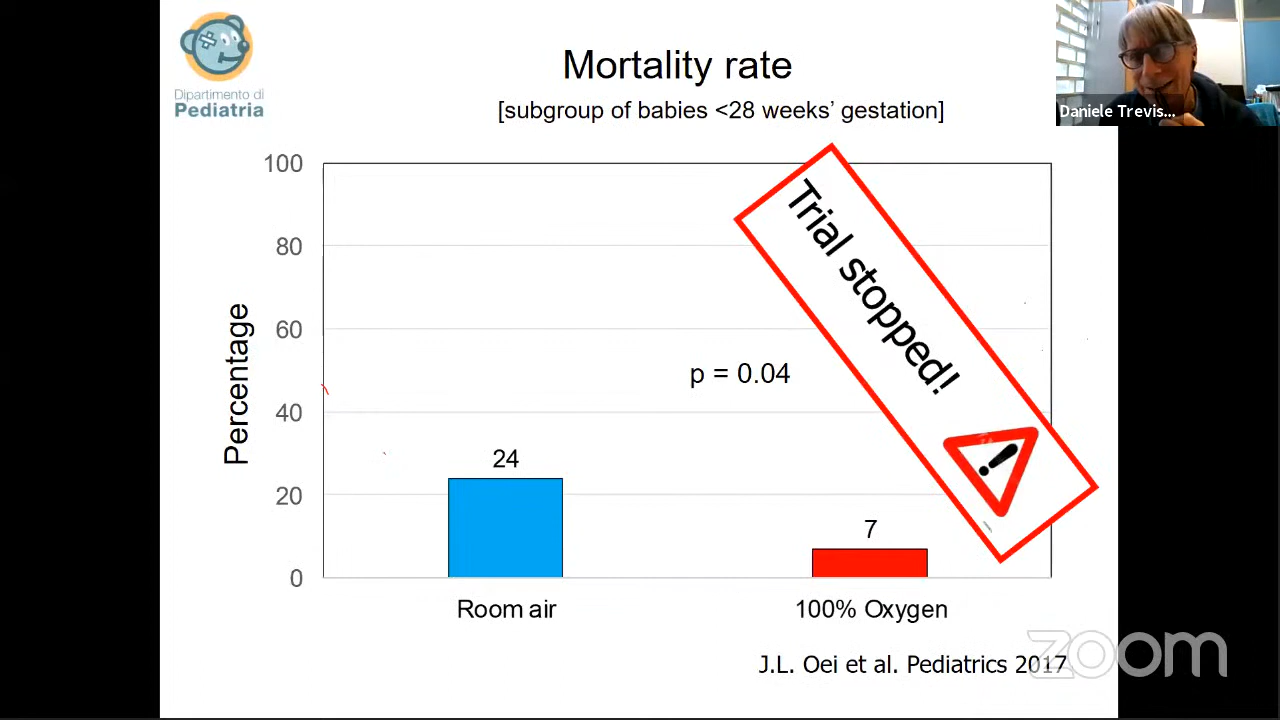 Dipartimento di
Pediatria
Mortality rate
[subgroup of babies <28 weeks’ gestation]
Daniele Trevis...
100
80
60
40
20
0
Percentage
Trial stopped!
!
p = 0.04
24
7
Room air
100% Oxygen
J.L. Oei et al. Pediatrics 2017
zoom